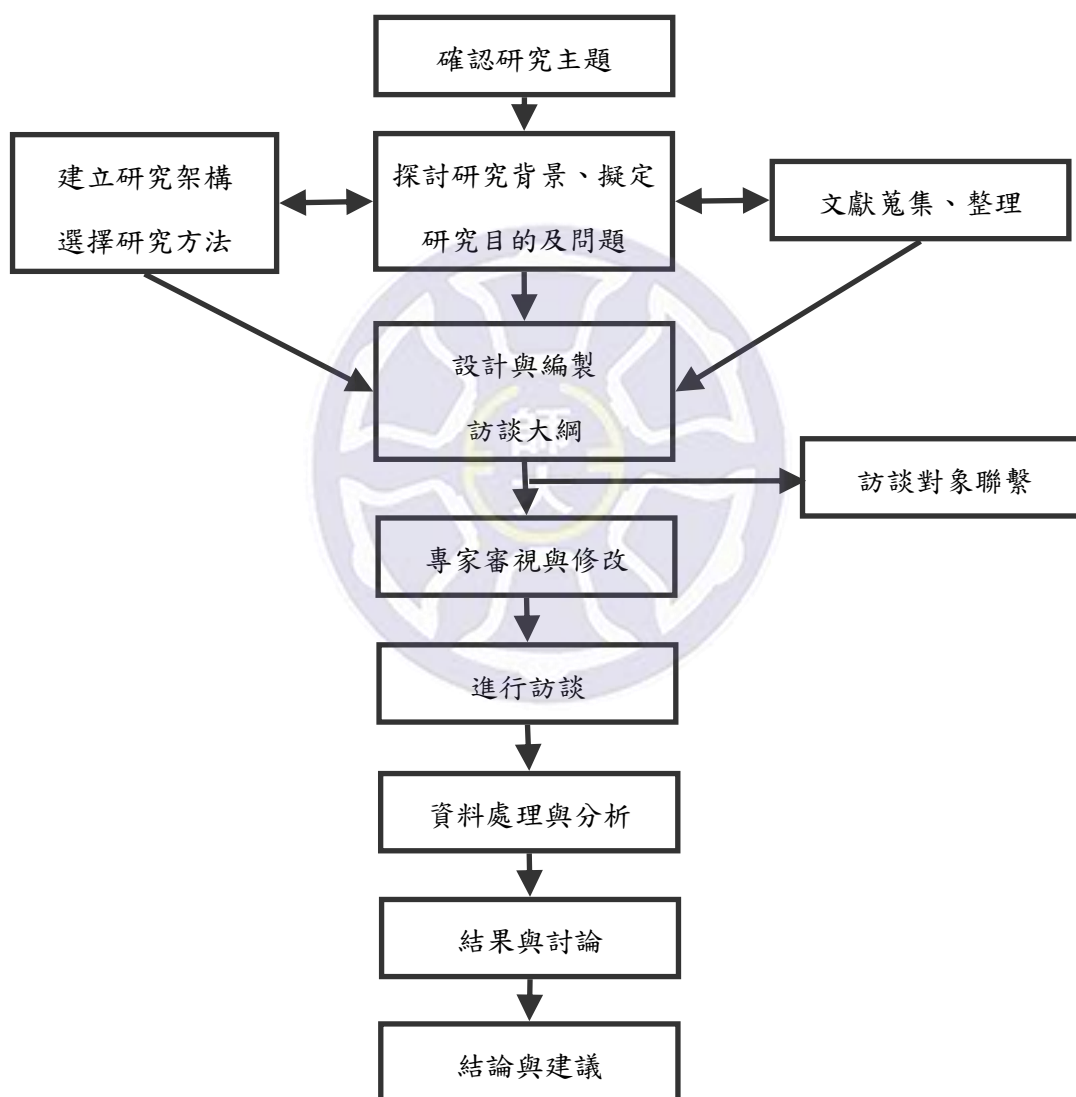 確認研究主題
建立研究架構
選擇研究方法
探討研究背景、擬定
研究目的及問題
文獻蒐集、整理
設計與編製
訪談大綱
師大
訪談對象聯繫
專家審視與修改
進行訪談
資料處理與分析
結果與討論
結論與建議